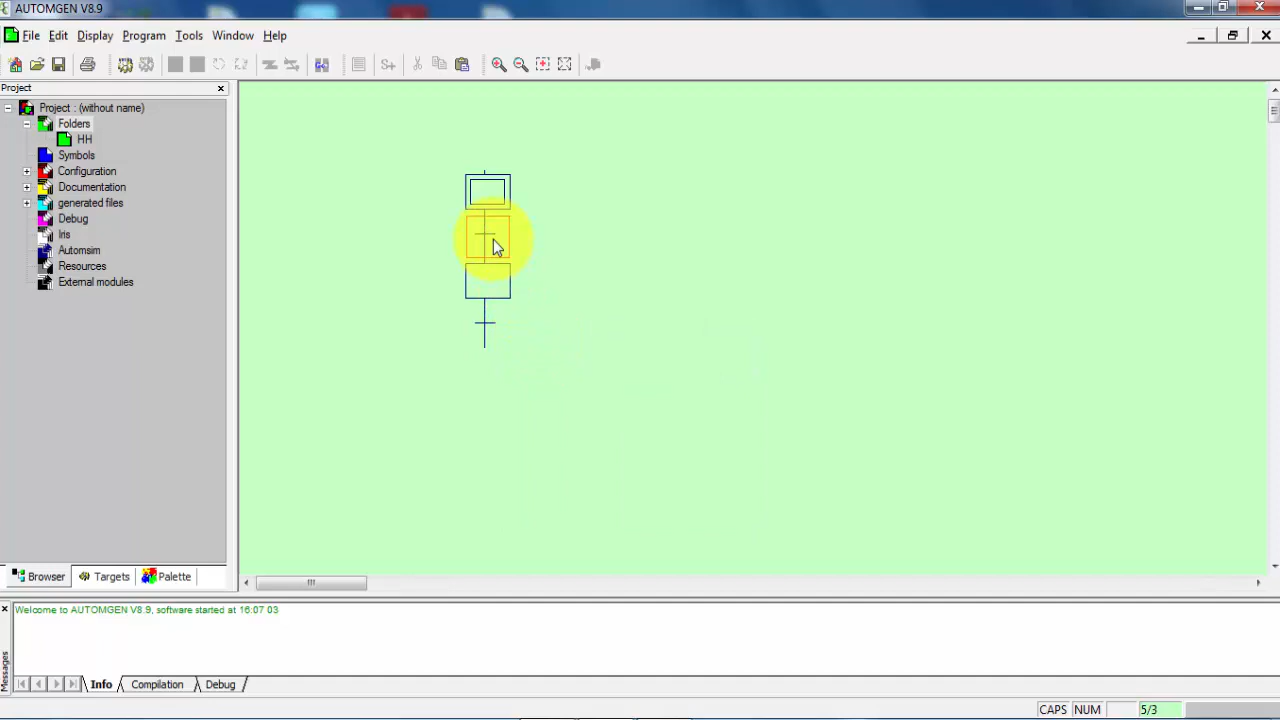 AUTOMGEN V8.9
File Edit Display Program Tools Window Help
Project
Project : (without name)
Folders
HH
Symbols
Configuration
Documentation
generated files
Debug
Iris
Automsim
Resources
External modules
Browser Targets Palette
Welcome to AUTOMGEN V8.9, software started at 16:07 03
Messages
Info Compilation Debug
CAPS NUM 5/3